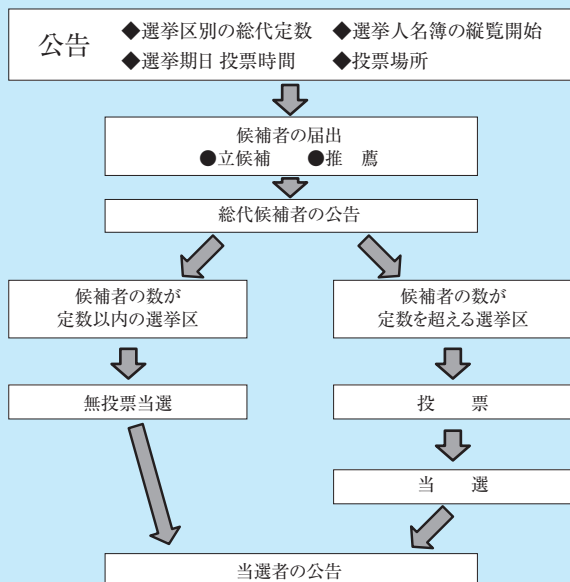 公告
◆選挙区別の総代定数 ◆選挙人名簿の縦覧開始
◆選挙期日 投票時間 ◆投票場所
候補者の届出
●立候補 ●推 薦
総代候補者の公告
候補者の数が
定数以内の選挙区
候補者の数が
定数を超える選挙区
無投票当選
投 票
当 選
当選者の公告